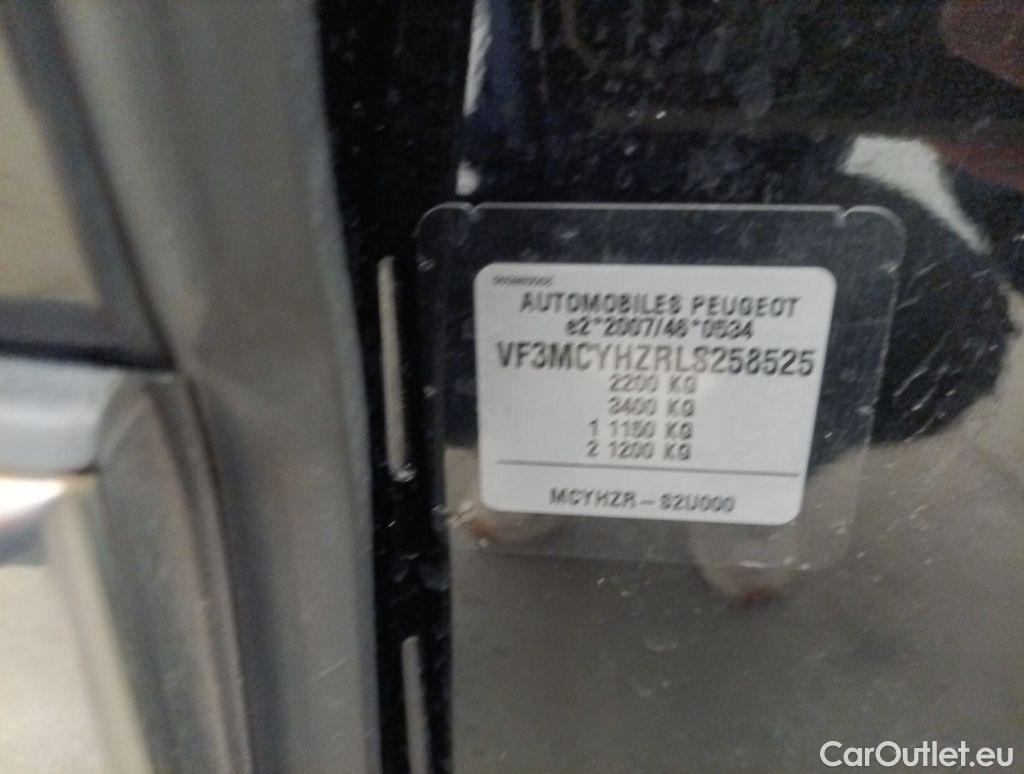 AUTOMOBILES PEUGEOT
e2*2007/46*0534
VF3MCYHZRLS258525
2200 KG
3400 KG
1 1150 KG
2 1200 KG
MCYHZR-S2U000
CarOutlet.eu